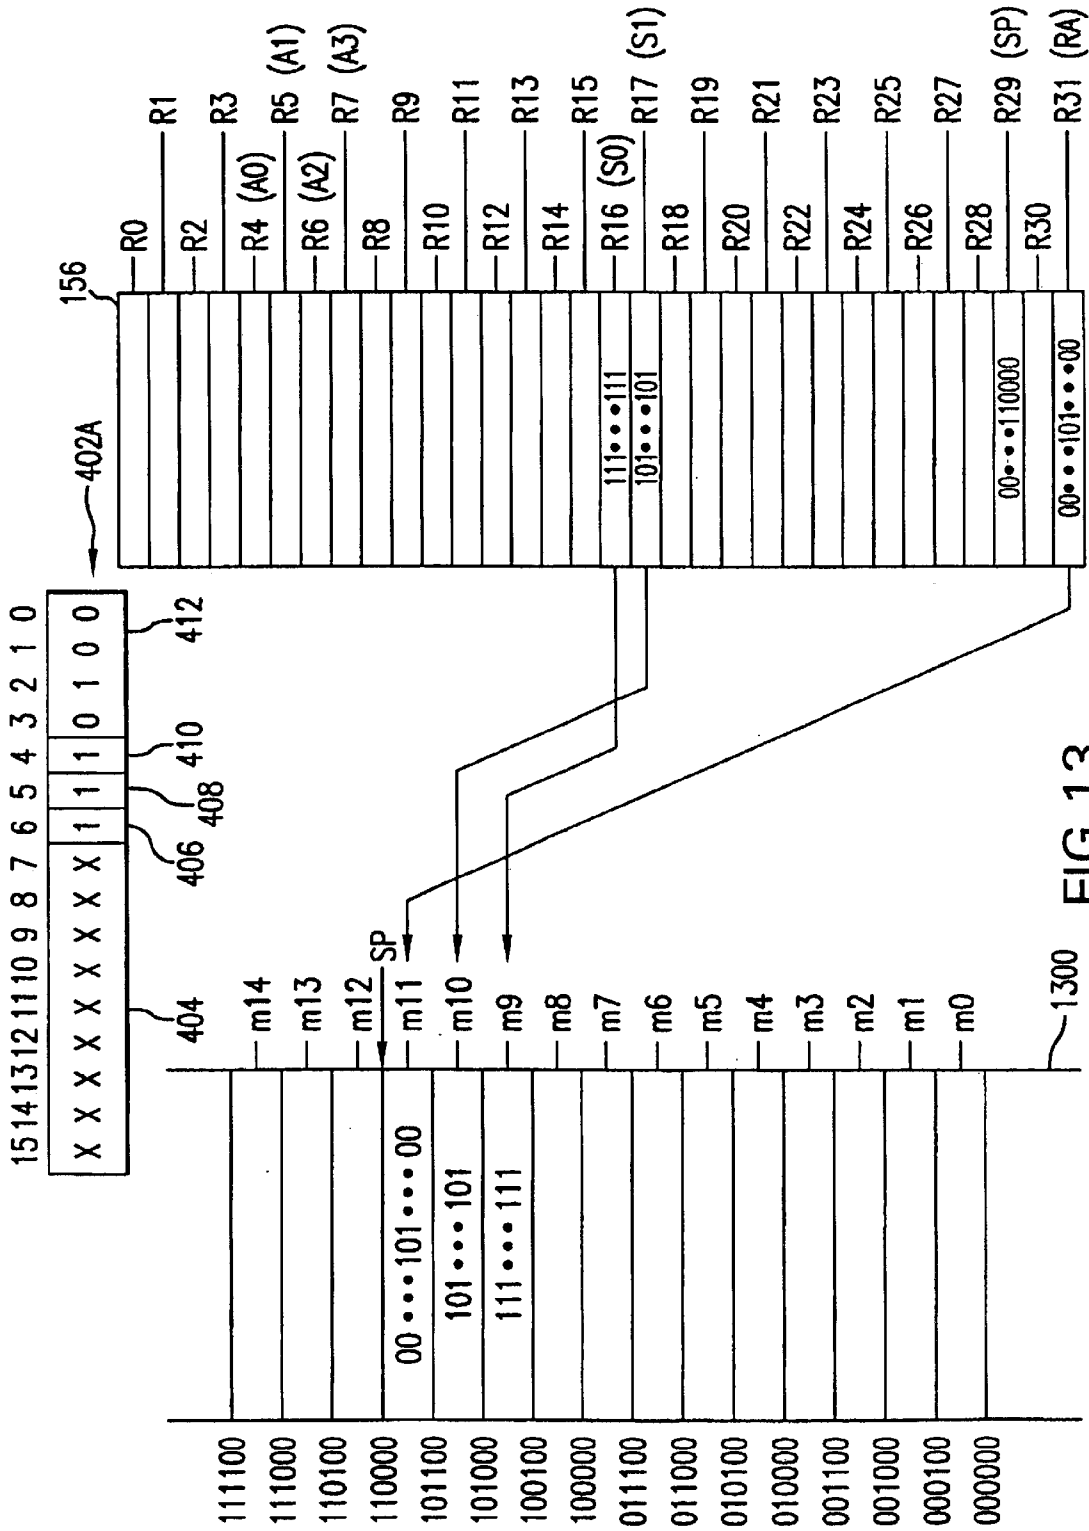 15 14 13 12 11 10 9 8 7 6 5 4 3 2 1 0
X X X X X X X X X 1 1 1 0 1 0 0
402A
404
406
408
410
412
156
R0
R1
R2
R3
R4 (A0)
R5 (A1)
R6 (A2)
R7 (A3)
R8
R9
R10
R11
R12
R13
R14
R15
111•••111
R16 (S0)
101•••101
R17 (S1)
R18
R19
R20
R21
R22
R23
R24
R25
R26
R27
R28
00•••110000
R29 (SP)
R30
00•••101•••00
R31 (RA)
111100
m14
111000
m13
110100
m12
110000
SP
00•••101•••00
m11
101100
101•••101
m10
101000
111•••111
m9
100100
m8
100000
m7
011100
m6
011000
m5
010100
m4
010000
m3
001100
m2
001000
m1
000100
m0
000000
1300
FIG.13